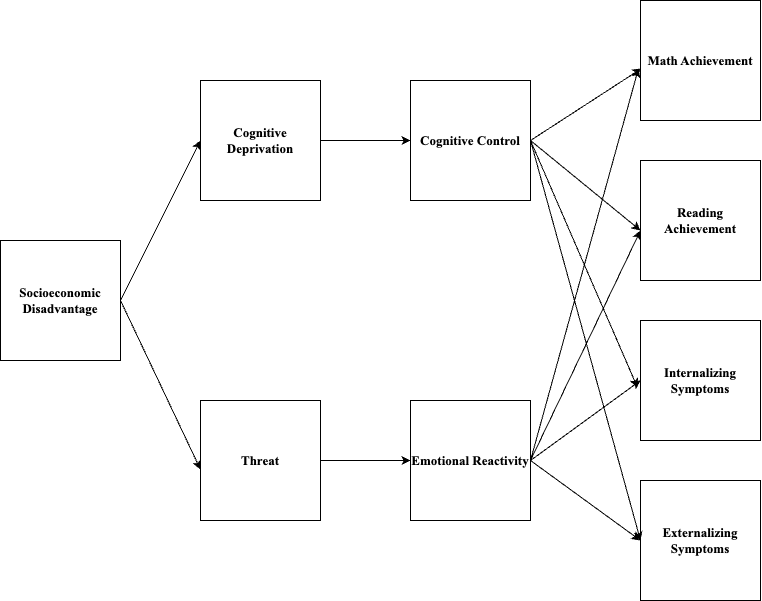 Math Achievement
Cognitive
Deprivation
Cognitive Control
Reading
Achievement
Socioeconomic
Disadvantage
Internalizing
Symptoms
Threat
Emotional Reactivity
Externalizing
Symptoms